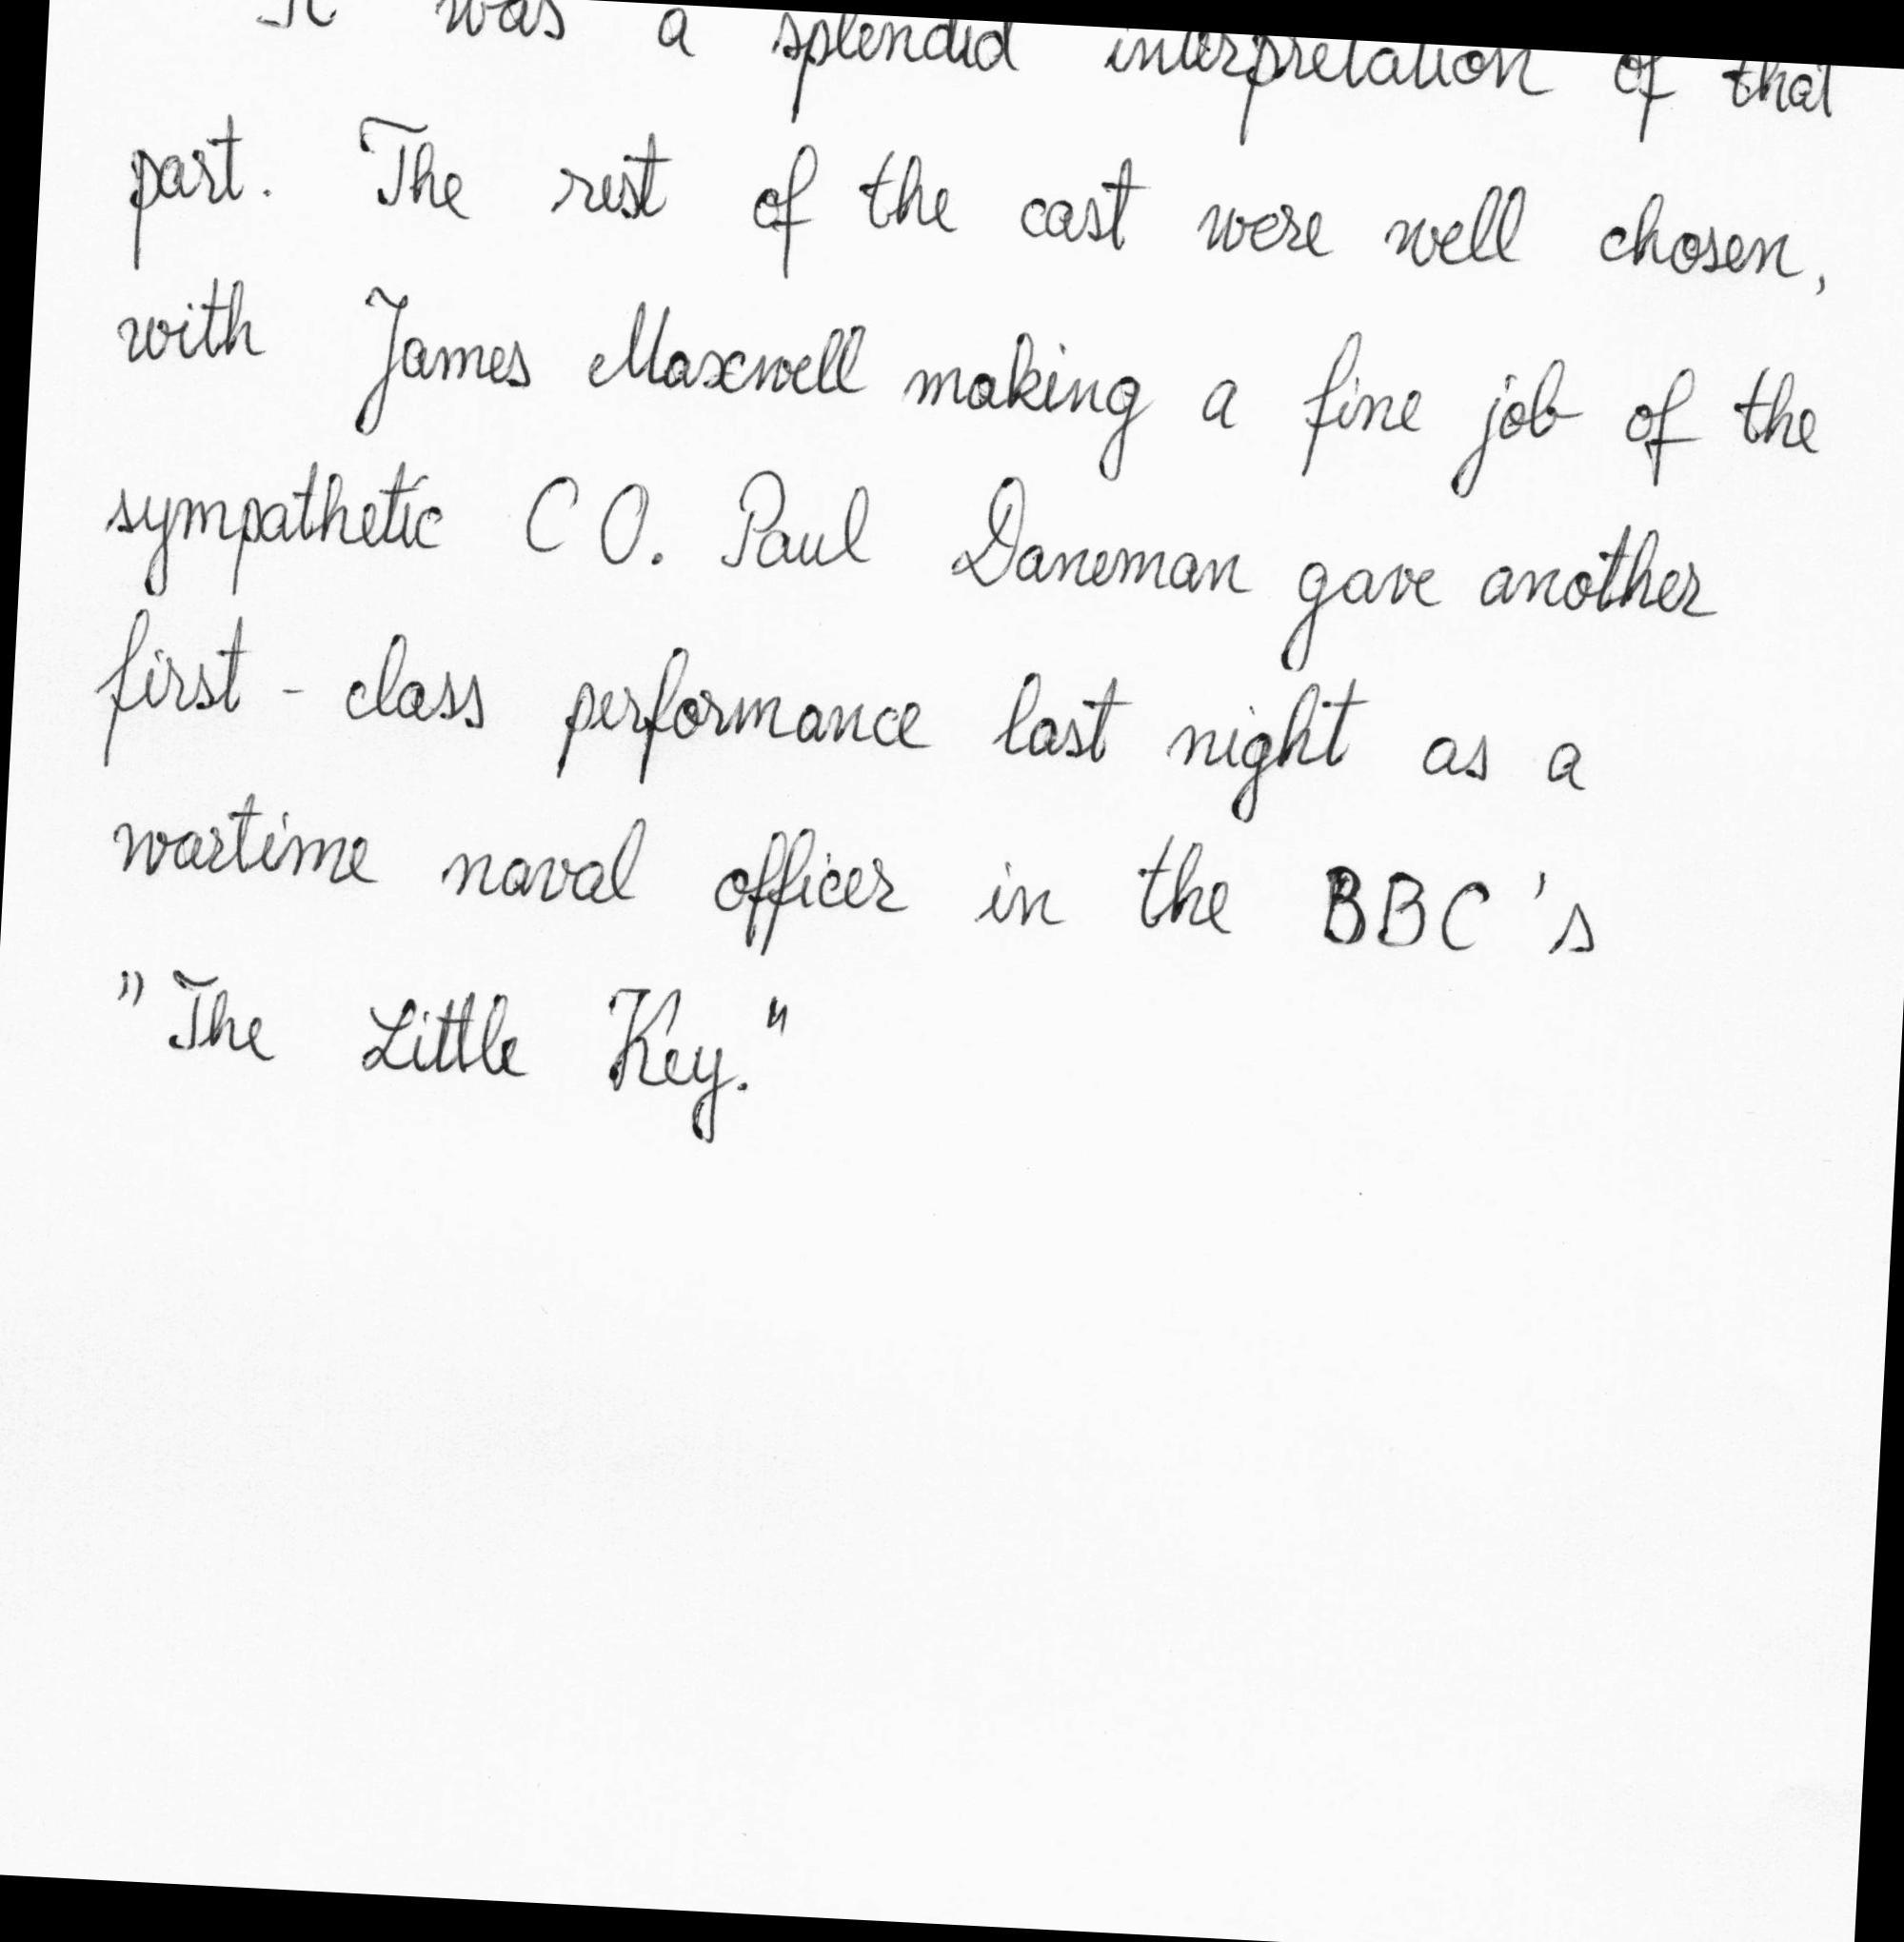 It was a splendid interpretation of that
part. The rest of the cast were well chosen,
with James Maxwell making a fine job of the
sympathetic CO. Paul Daneman gave another
first-class performance last night as a
wartime naval officer in the BBC's
"The Little Key."